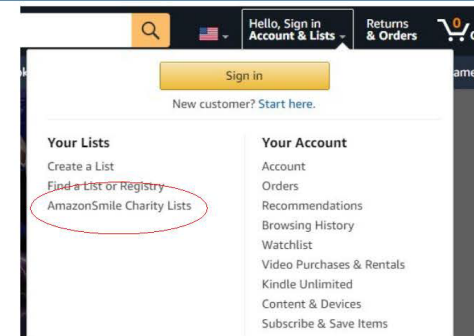 Hello, Sign in
Account & Lists
Returns
& Orders
0
Sign in
New customer? Start here.
Your Lists
Create a List
Find a List or Registry
AmazonSmile Charity Lists
Your Account
Account
Orders
Recommendations
Browsing History
Watchlist
Video Purchases & Rentals
Kindle Unlimited
Content & Devices
Subscribe & Save Items